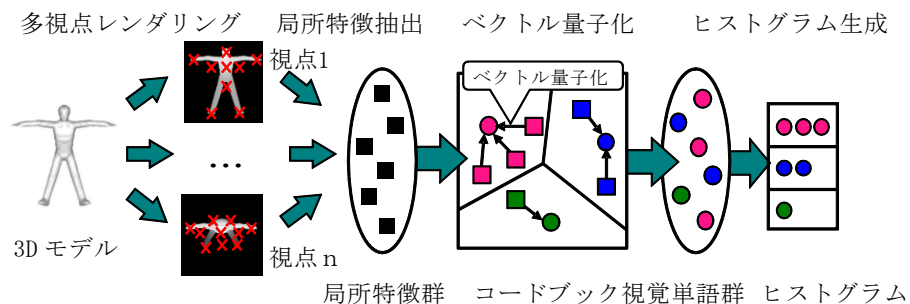 多視点レンダリング
局所特徴抽出
ベクトル量子化
ヒストグラム生成
視点1
ベクトル量子化
...
3D モデル
視点 n
局所特徴群
コードブック
視覚単語群
ヒストグラム